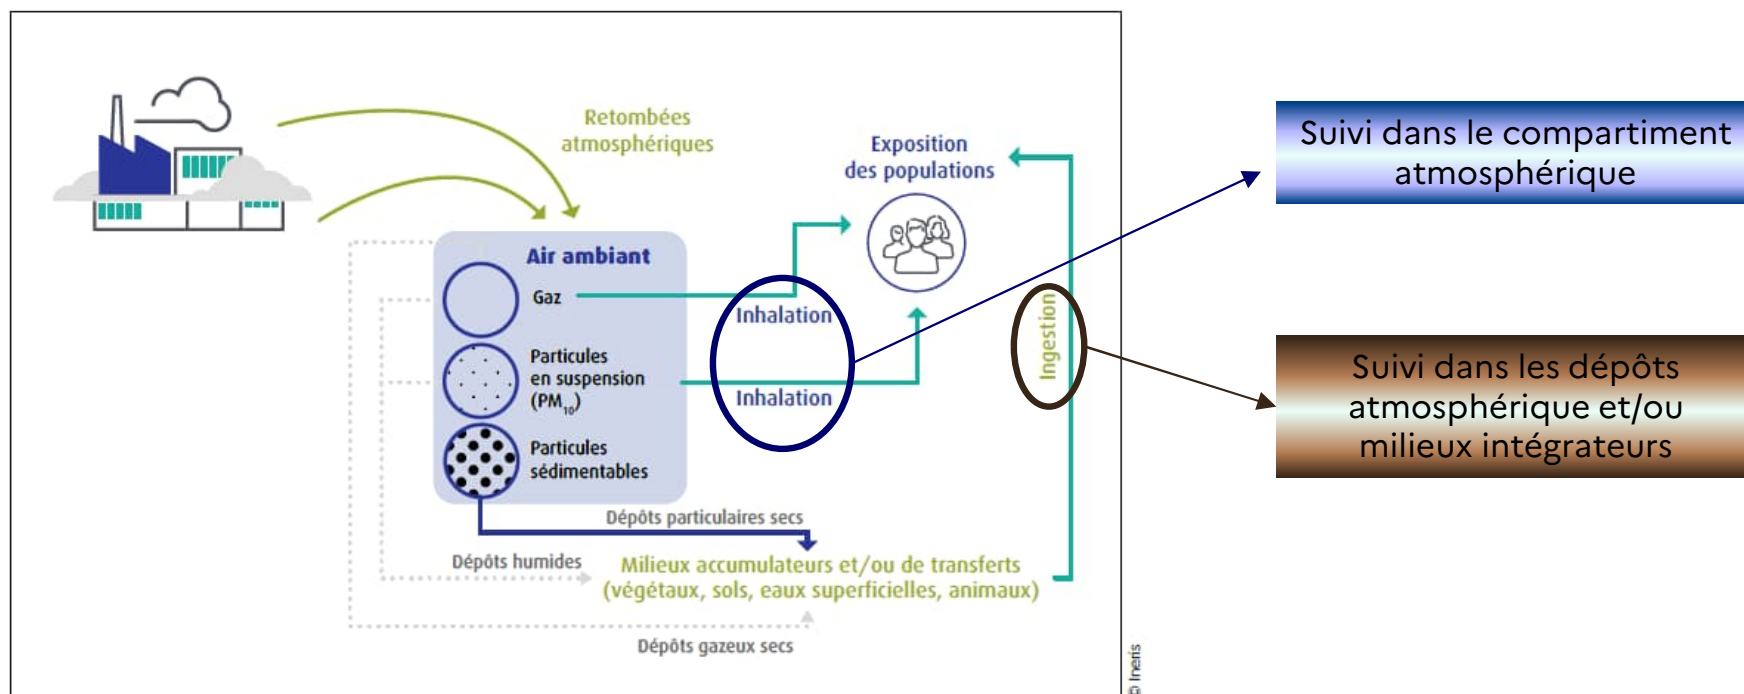 Retombées
atmosphériques
Exposition
des populations
Air ambiant
Gaz
Inhalation
Particules
en suspension
(PM10)
Inhalation
Particules
sédimentables
Ingestion
Dépôts particulaires secs
Dépôts humides
Milieux accumulateurs et/ou de transferts
(végétaux, sols, eaux superficielles, animaux)
Dépôts gazeux secs
© Ineris
Suivi dans le compartiment
atmosphérique
Suivi dans les dépôts
atmosphérique et/ou
milieux intégrateurs